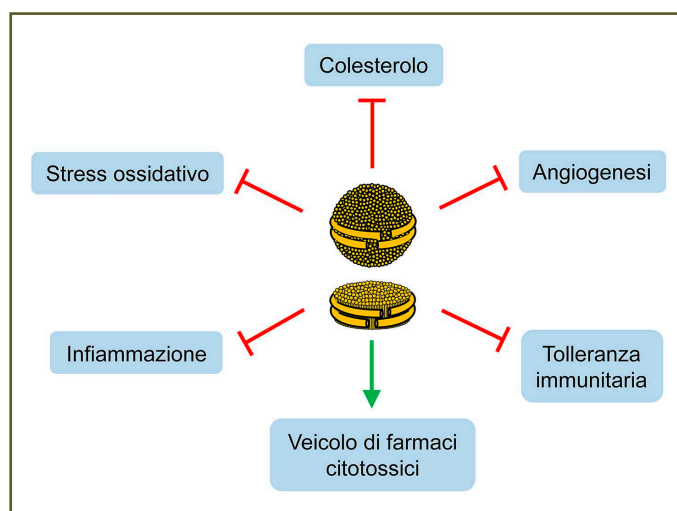 Colesterolo
Stress ossidativo
Angiogenesi
Infiammazione
Tolleranza
immunitaria
Veicolo di farmaci
citotossici